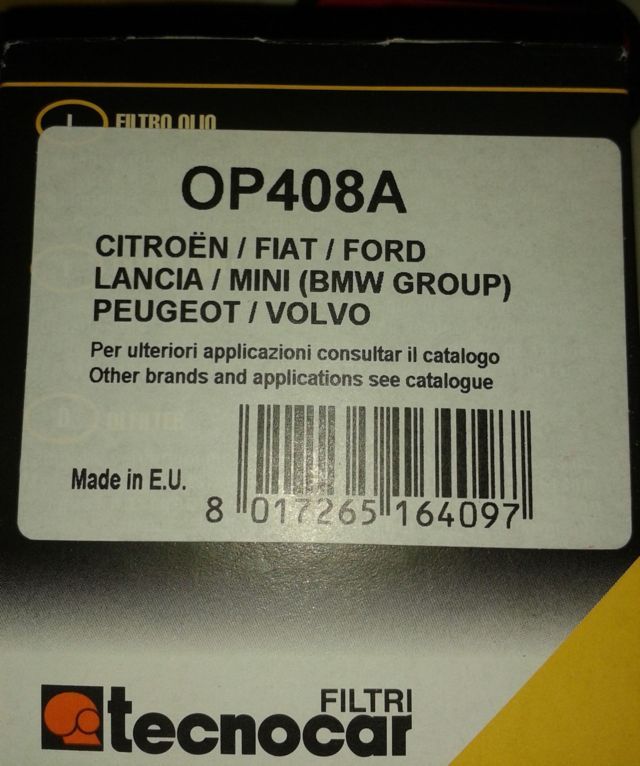 I FILTRO OLIO
OP408A
CITROËN / FIAT / FORD
LANCIA / MINI (BMW GROUP)
PEUGEOT / VOLVO
Per ulteriori applicazioni consultar il catalogo
Other brands and applications see catalogue
Made in E.U.
8 017265 164097
FILTRI
tecnocar